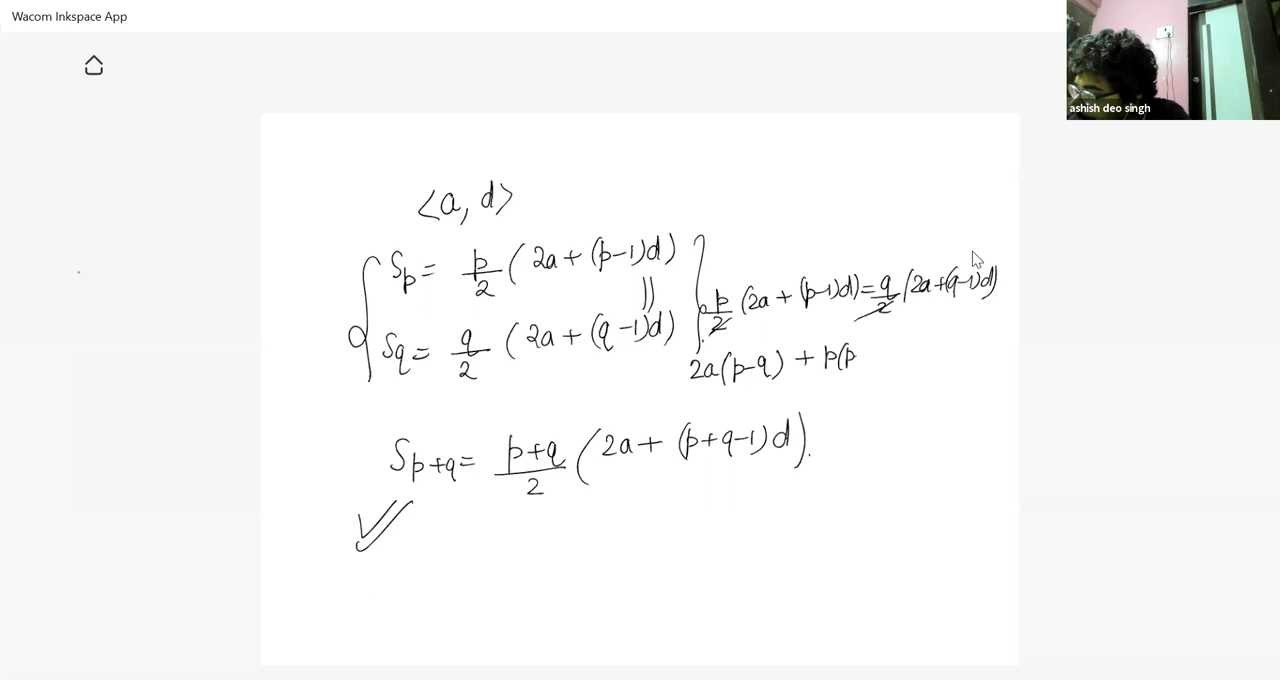 Wacom Inkspace App
ashish deo singh
<a, d>
Sp = p/2 (2a + (p-1)d)
||
Sq = q/2 (2a + (q-1)d)
p/2 (2a + (p-1)d) = q/2 (2a+(q-1)d)
2a(p-q) + p(p
Sp+q = p+q/2 (2a + (p+q-1)d).